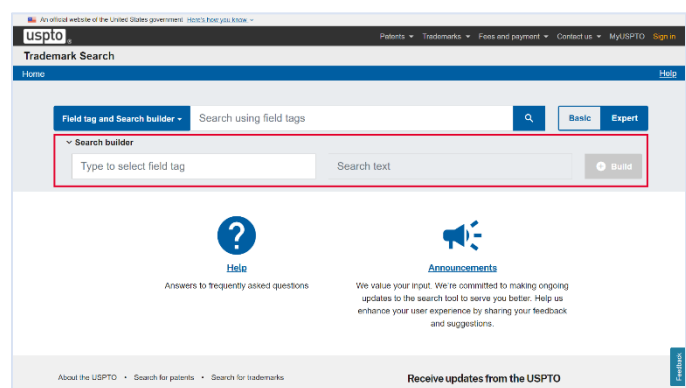 An official website of the United States government Here's how you know
uspto®
Patents Trademarks Fees and payment Contact us MyUSPTO Sign in
Trademark Search
Home Help
Field tag and Search builder Search using field tags Basic Expert
Search builder
Type to select field tag Search text Build
?
Help
Answers to frequently asked questions
Announcements
We value your input. We're committed to making ongoing
updates to the search tool to serve you better. Help us
enhance your user experience by sharing your feedback
and suggestions.
Feedback
About the USPTO • Search for patents • Search for trademarks
Receive updates from the USPTO